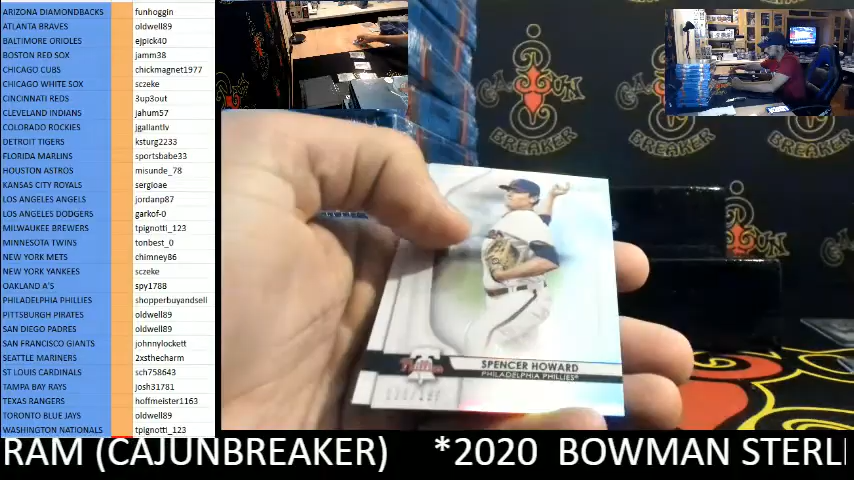 ARIZONA DIAMONDBACKS funhoggin
ATLANTA BRAVES oldwell89
BALTIMORE ORIOLES ejpick40
BOSTON RED SOX jamm38
CHICAGO CUBS chickmagnet1977
CHICAGO WHITE SOX sczeke
CINCINNATI REDS 3up3out
CLEVELAND INDIANS jahum57
COLORADO ROCKIES jgallantlv
DETROIT TIGERS ksturg2233
FLORIDA MARLINS sportsbabe33
HOUSTON ASTROS misunde_78
KANSAS CITY ROYALS sergioae
LOS ANGELES ANGELS jordanp87
LOS ANGELES DODGERS garkof-0
MILWAUKEE BREWERS tpignotti_123
MINNESOTA TWINS tonbest_0
NEW YORK METS chimney86
NEW YORK YANKEES sczeke
OAKLAND A'S spy1788
PHILADELPHIA PHILLIES shopperbuyandsell
PITTSBURGH PIRATES oldwell89
SAN DIEGO PADRES oldwell89
SAN FRANCISCO GIANTS johnnylockett
SEATTLE MARINERS 2xsthecharm
ST LOUIS CARDINALS sch758643
TAMPA BAY RAYS josh31781
TEXAS RANGERS hoffmeister1163
TORONTO BLUE JAYS oldwell89
WASHINGTON NATIONALS tpignotti_123
CAJUN
BREAKER
BREAKER
BREAKER
BREAKER
Phillies
SPENCER HOWARD
PHILADELPHIA PHILLIES®
RAM (CAJUNBREAKER) *2020 BOWMAN STERLI